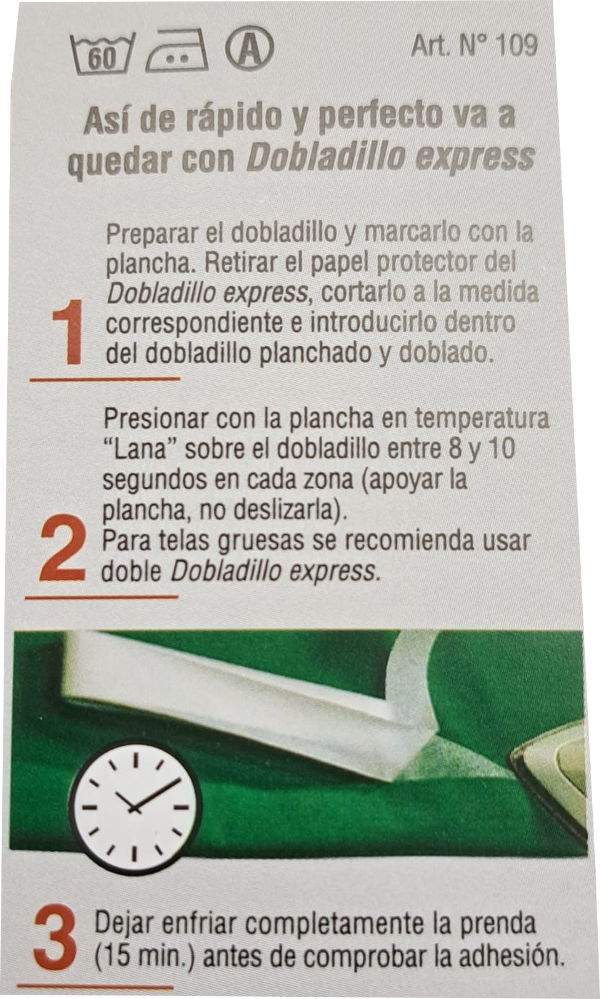 60 A Art. N° 109
Así de rápido y perfecto va a
quedar con Dobladillo express
Preparar el dobladillo y marcarlo con la
plancha. Retirar el papel protector del
Dobladillo express, cortarlo a la medida
correspondiente e introducirlo dentro
1 del dobladillo planchado y doblado.
Presionar con la plancha en temperatura
“Lana” sobre el dobladillo entre 8 y 10
segundos en cada zona (apoyar la
plancha, no deslizarla).
Para telas gruesas se recomienda usar
2 doble Dobladillo express.
3 Dejar enfriar completamente la prenda
(15 min.) antes de comprobar la adhesión.